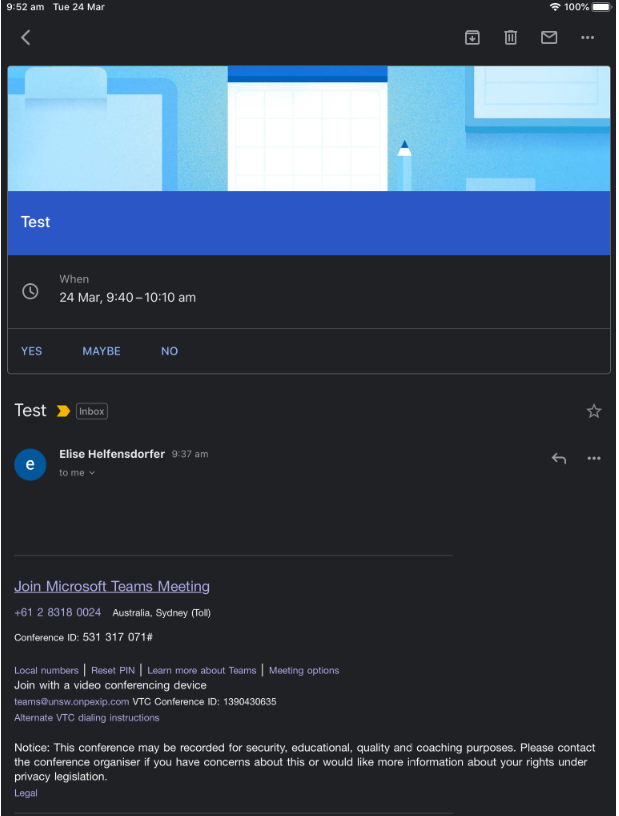 9:52 am Tue 24 Mar 100%
Test
When
24 Mar, 9:40 – 10:10 am
YES MAYBE NO
Test Inbox
e Elise Helfensdorfer 9:37 am
to me
Join Microsoft Teams Meeting
+61 2 8318 0024 Australia, Sydney (Toll)
Conference ID: 531 317 071#
Local numbers | Reset PIN | Learn more about Teams | Meeting options
Join with a video conferencing device
teams@unsw.onpexip.com VTC Conference ID: 1390430635
Alternate VTC dialing instructions
Notice: This conference may be recorded for security, educational, quality and coaching purposes. Please contact
the conference organiser if you have concerns about this or would like more information about your rights under
privacy legislation.
Legal